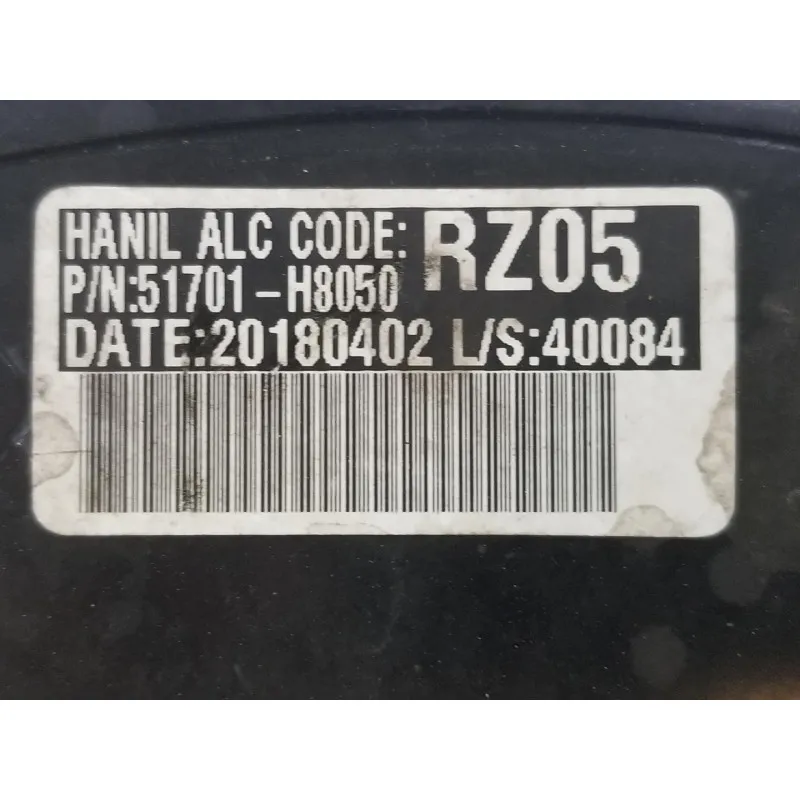 HANIL ALC CODE: RZ05
P/N:51701-H8050
DATE:20180402 L/S:40084